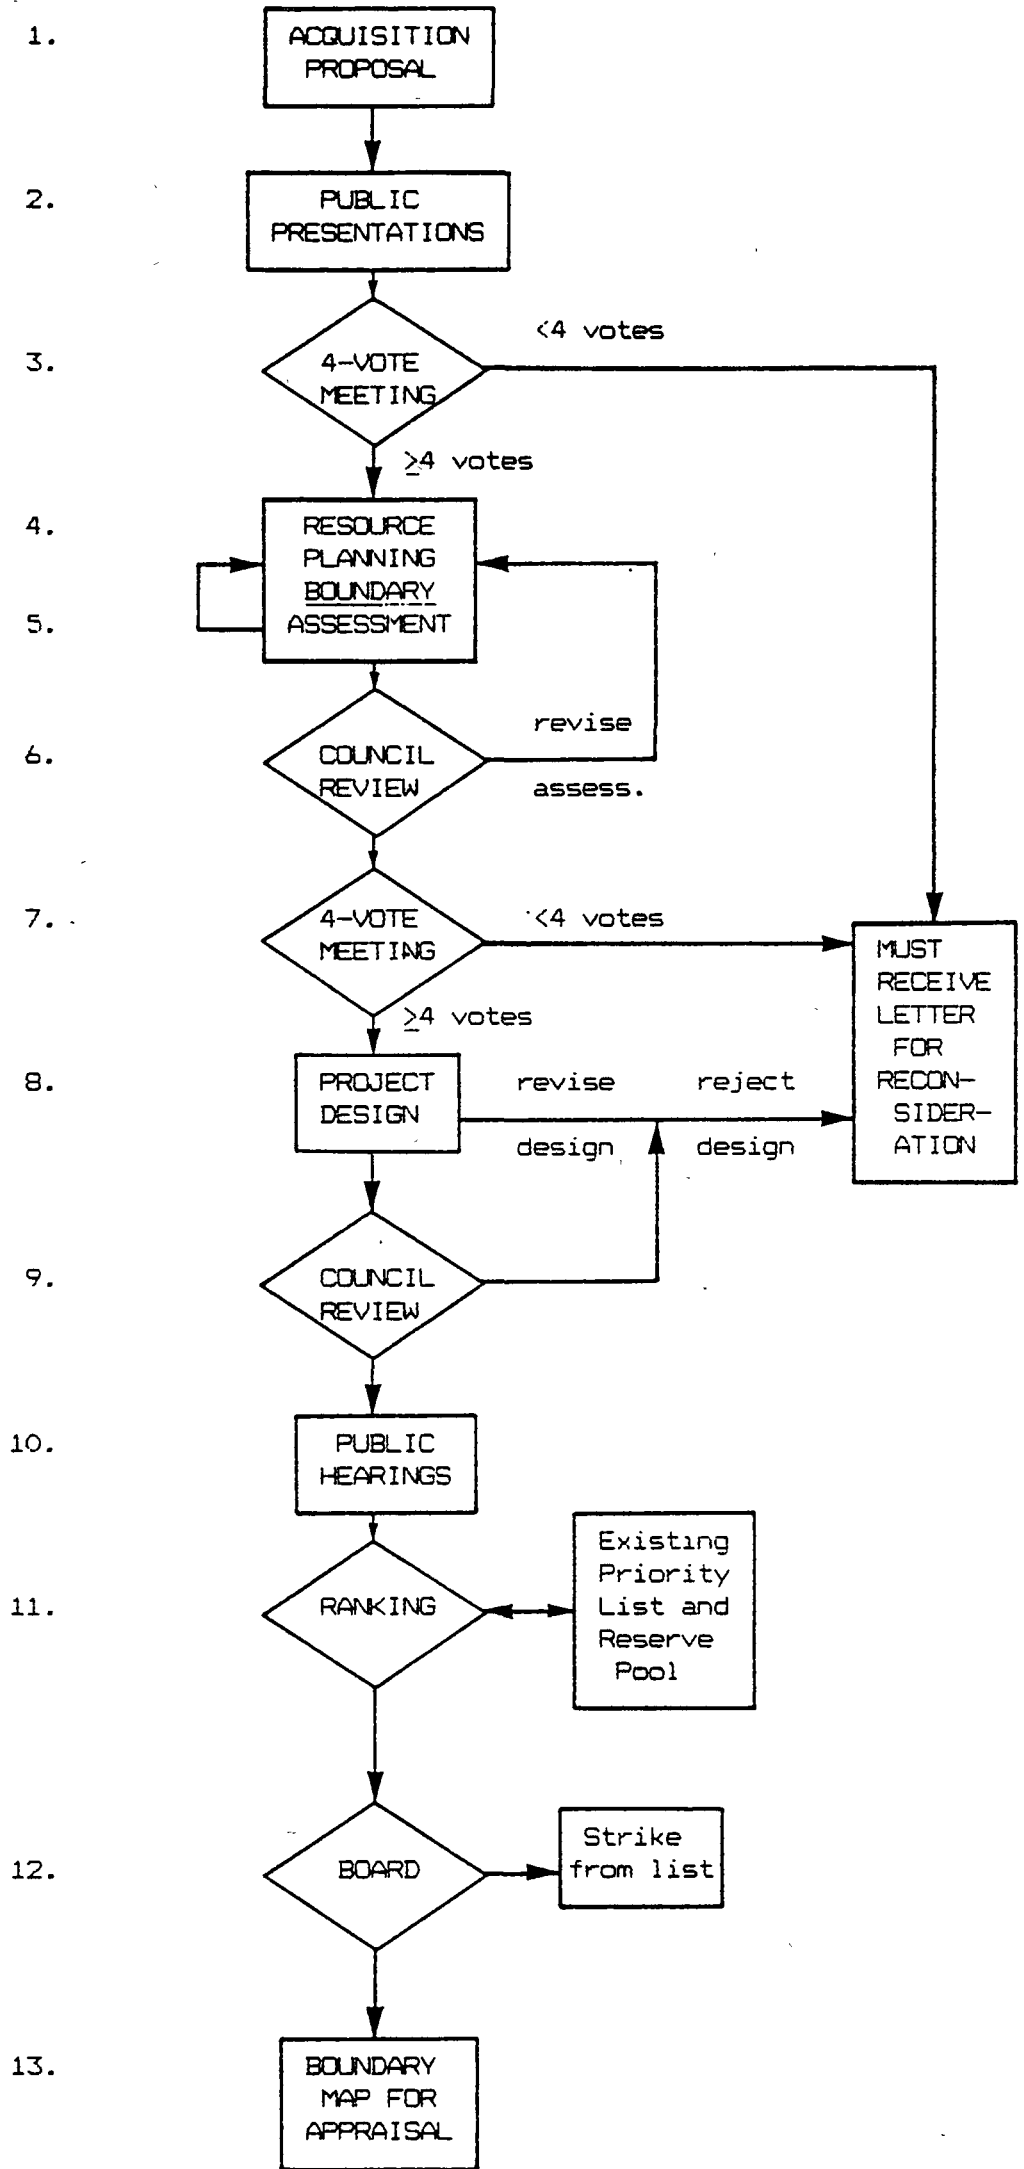 1.
ACQUISITION
PROPOSAL
2.
PUBLIC
PRESENTATIONS
<4 votes
3.
4-VOTE
MEETING
≥4 votes
4.
RESOURCE
PLANNING
BOUNDARY
5.
ASSESSMENT
revise
6.
COUNCIL
REVIEW
assess.
7.
4-VOTE
MEETING
<4 votes
≥4 votes
MUST
RECEIVE
LETTER
FOR
RECON-
SIDER-
ATION
8.
PROJECT
DESIGN
revise
design
reject
design
9.
COUNCIL
REVIEW
10.
PUBLIC
HEARINGS
11.
RANKING
Existing
Priority
List and
Reserve
Pool
12.
BOARD
Strike
from list
13.
BOUNDARY
MAP FOR
APPRAISAL